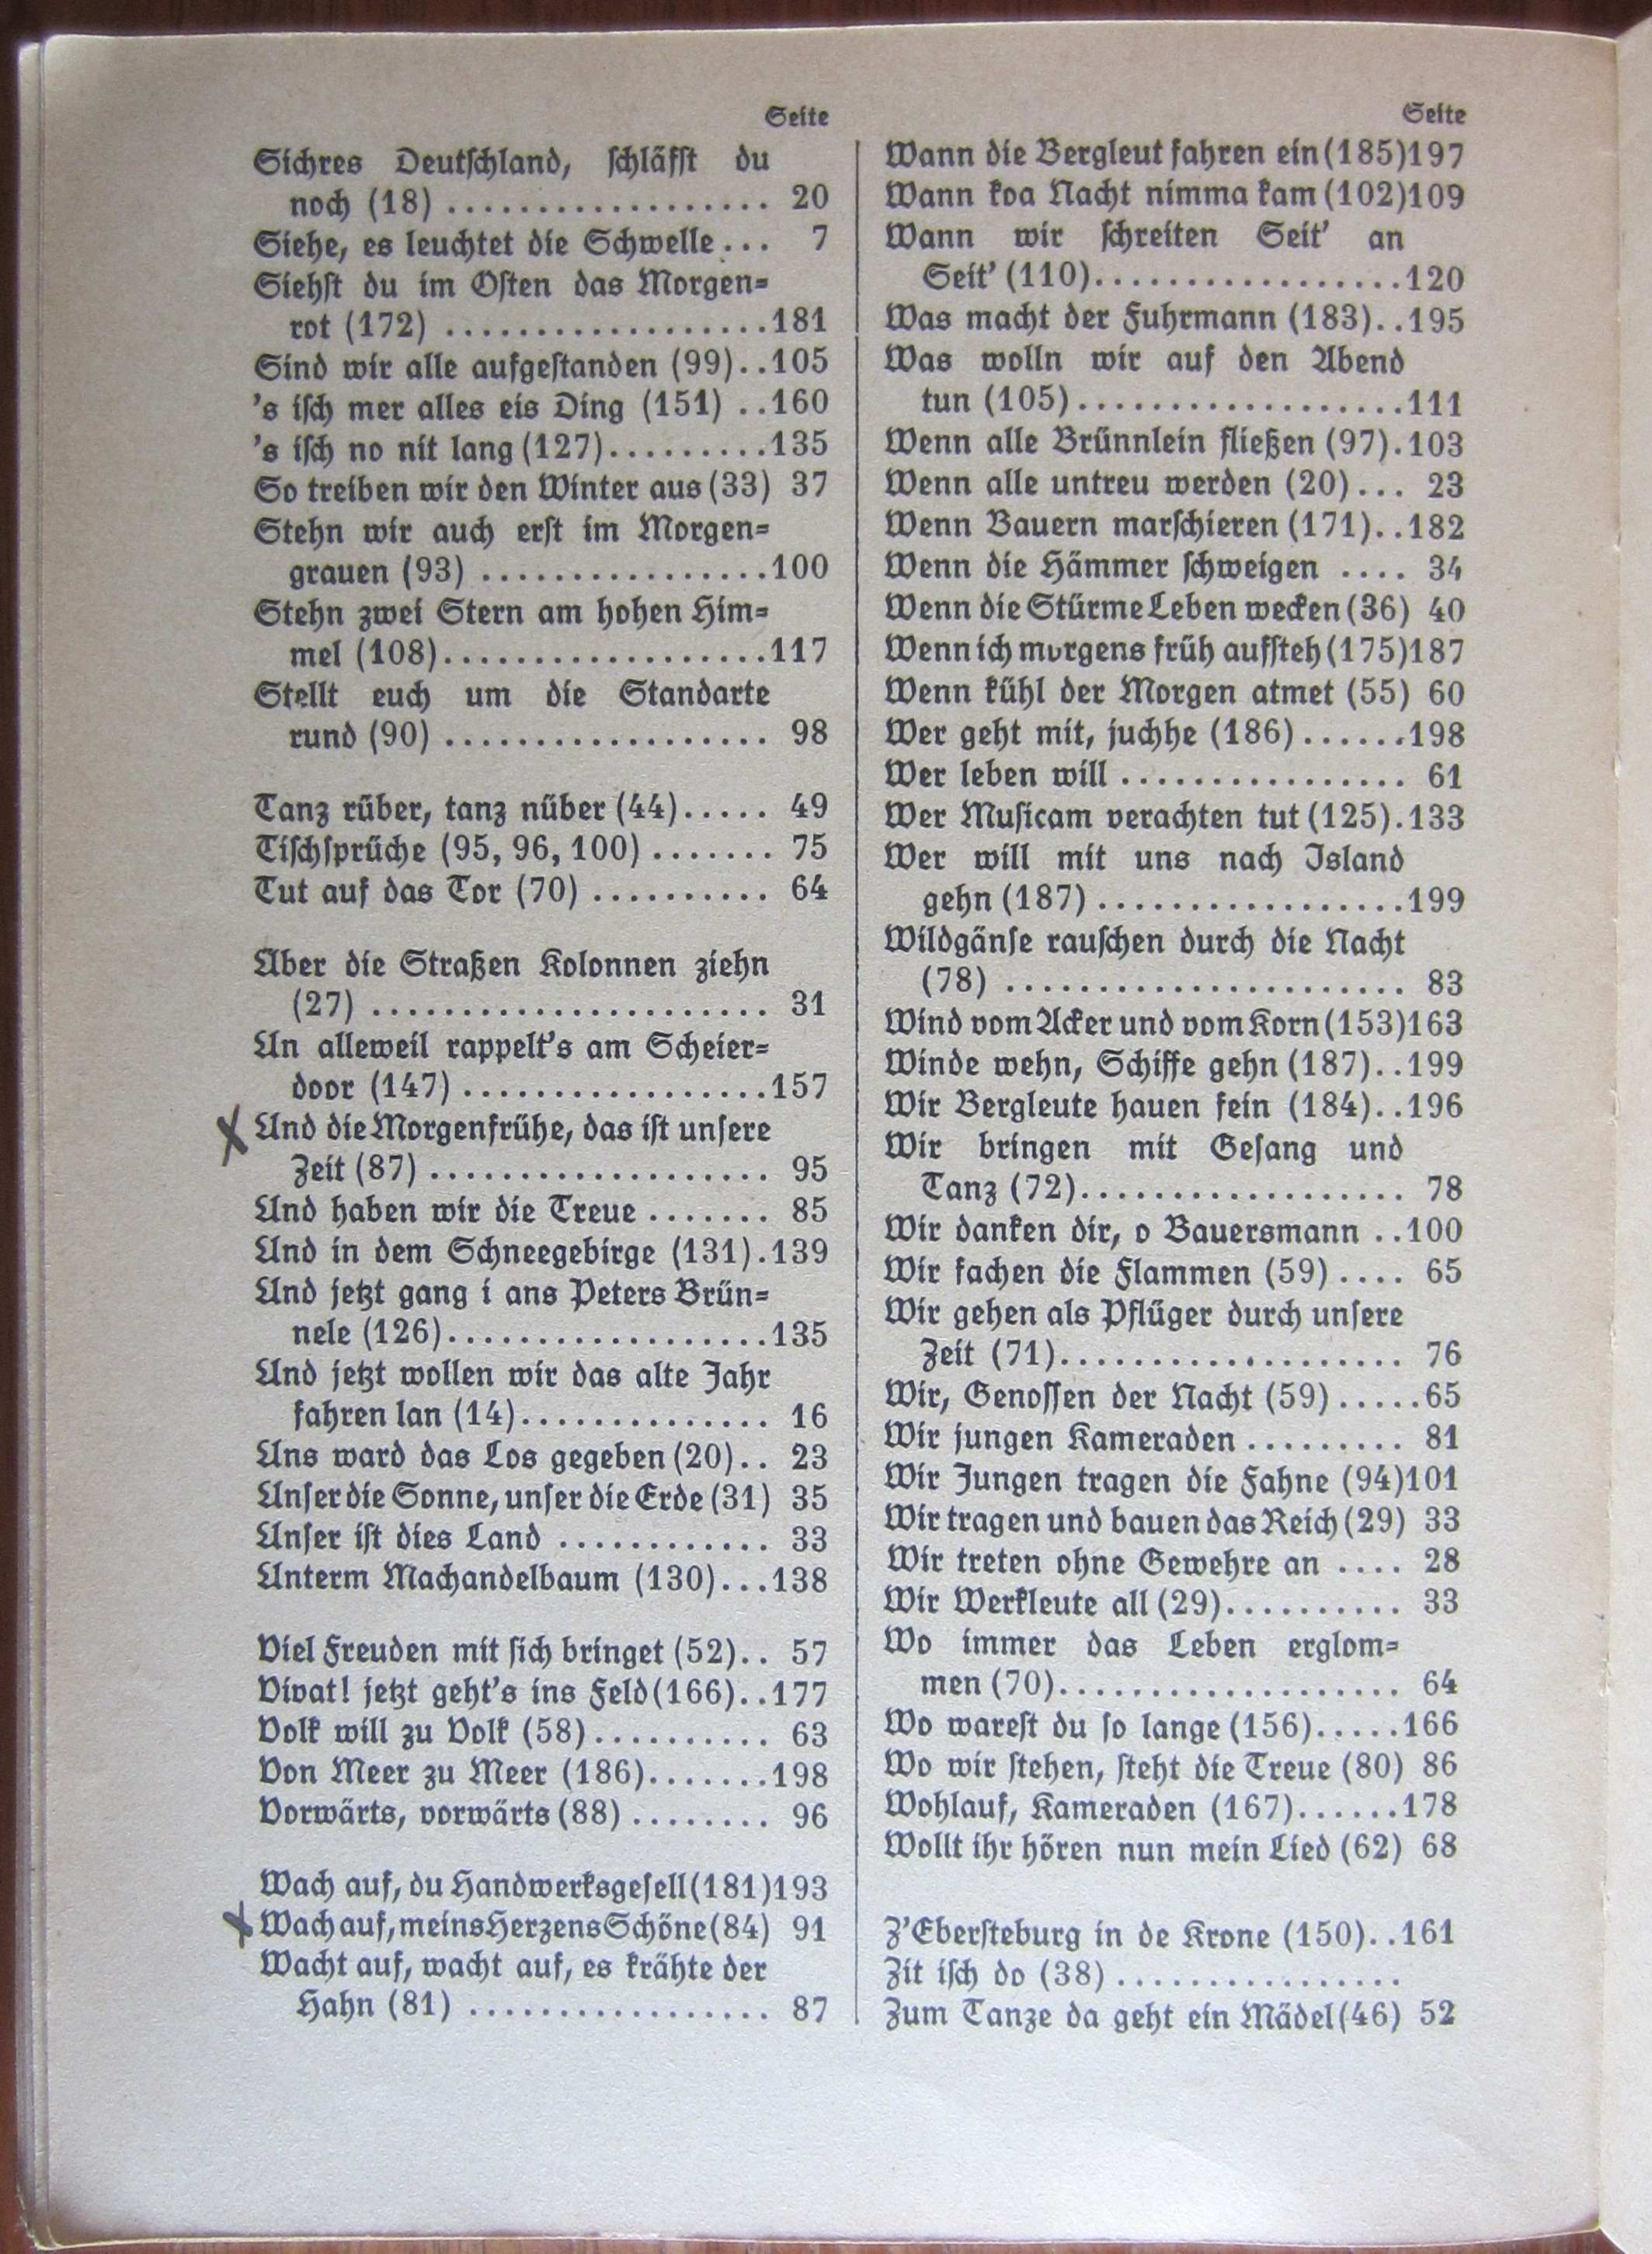 Seite
Sichres Deutſchland, ſchläfſt du
noch (18) .................. 20
Siehe, es leuchtet die Schwelle ... 7
Siehſt du im Oſten das Morgen=
rot (172) ..................181
Sind wir alle aufgeſtanden (99)..105
's iſch mer alles eis Ding (151) ..160
's iſch no nit lang (127).........135
So treiben wir den Winter aus (33) 37
Stehn wir auch erſt im Morgen=
grauen (93) ................100
Stehn zwei Stern am hohen Him=
mel (108)..................117
Stellt euch um die Standarte
rund (90) .................. 98
Tanz rüber, tanz nüber (44)..... 49
Tiſchſprüche (95, 96, 100) ....... 75
Tut auf das Tor (70) .......... 64
Über die Straßen Kolonnen ziehn
(27) ...................... 31
Un alleweil rappelt's am Scheier=
door (147) .................157
X Und die Morgenfrühe, das iſt unſere
Zeit (87) ................... 95
Und haben wir die Treue ....... 85
Und in dem Schneegebirge (131).139
Und jetzt gang i ans Peters Brün=
nele (126)..................135
Und jetzt wollen wir das alte Jahr
fahren lan (14).............. 16
Uns ward das Los gegeben (20).. 23
Unſer die Sonne, unſer die Erde (31) 35
Unſer iſt dies Land ............ 33
Unterm Machandelbaum (130)...138
Viel Freuden mit ſich bringet (52).. 57
Vivat! jetzt geht's ins Feld (166)..177
Volk will zu Volk (58).......... 63
Von Meer zu Meer (186).......198
Vorwärts, vorwärts (88) ........ 96
Wach auf, du Handwerksgeſell (181)193
X Wach auf, meins Herzens Schöne (84) 91
Wacht auf, wacht auf, es krähte der
Hahn (81) ................. 87
Seite
Wann die Bergleut fahren ein (185)197
Wann koa Nacht nimma kam (102)109
Wann wir ſchreiten Seit' an
Seit' (110)..................120
Was macht der Fuhrmann (183)..195
Was wolln wir auf den Abend
tun (105)...................111
Wenn alle Brünnlein fließen (97).103
Wenn alle untreu werden (20)... 23
Wenn Bauern marſchieren (171)..182
Wenn die Hämmer ſchweigen .... 34
Wenn die Stürme Leben wecken (36) 40
Wenn ich morgens früh aufſteh (175)187
Wenn kühl der Morgen atmet (55) 60
Wer geht mit, juchhe (186)......198
Wer leben will ................ 61
Wer Muſicam verachten tut (125).133
Wer will mit uns nach Island
gehn (187) ..................199
Wildgänſe rauſchen durch die Nacht
(78) ....................... 83
Wind vom Acker und vom Korn (153)163
Winde wehn, Schiffe gehn (187)..199
Wir Bergleute hauen fein (184)..196
Wir bringen mit Geſang und
Tanz (72)................... 78
Wir danken dir, o Bauersmann ..100
Wir fachen die Flammen (59) .... 65
Wir gehen als Pflüger durch unſere
Zeit (71).................... 76
Wir, Genoſſen der Nacht (59) .....65
Wir jungen Kameraden ......... 81
Wir Jungen tragen die Fahne (94)101
Wir tragen und bauen das Reich (29) 33
Wir treten ohne Gewehre an .... 28
Wir Werkleute all (29).......... 33
Wo immer das Leben erglom=
men (70).................... 64
Wo wareſt du ſo lange (156).....166
Wo wir ſtehen, ſteht die Treue (80) 86
Wohlauf, Kameraden (167)......178
Wollt ihr hören nun mein Lied (62) 68
Z'Eberſteburg in de Krone (150)..161
Zit iſch do (38) ................
Zum Tanze da geht ein Mädel (46) 52